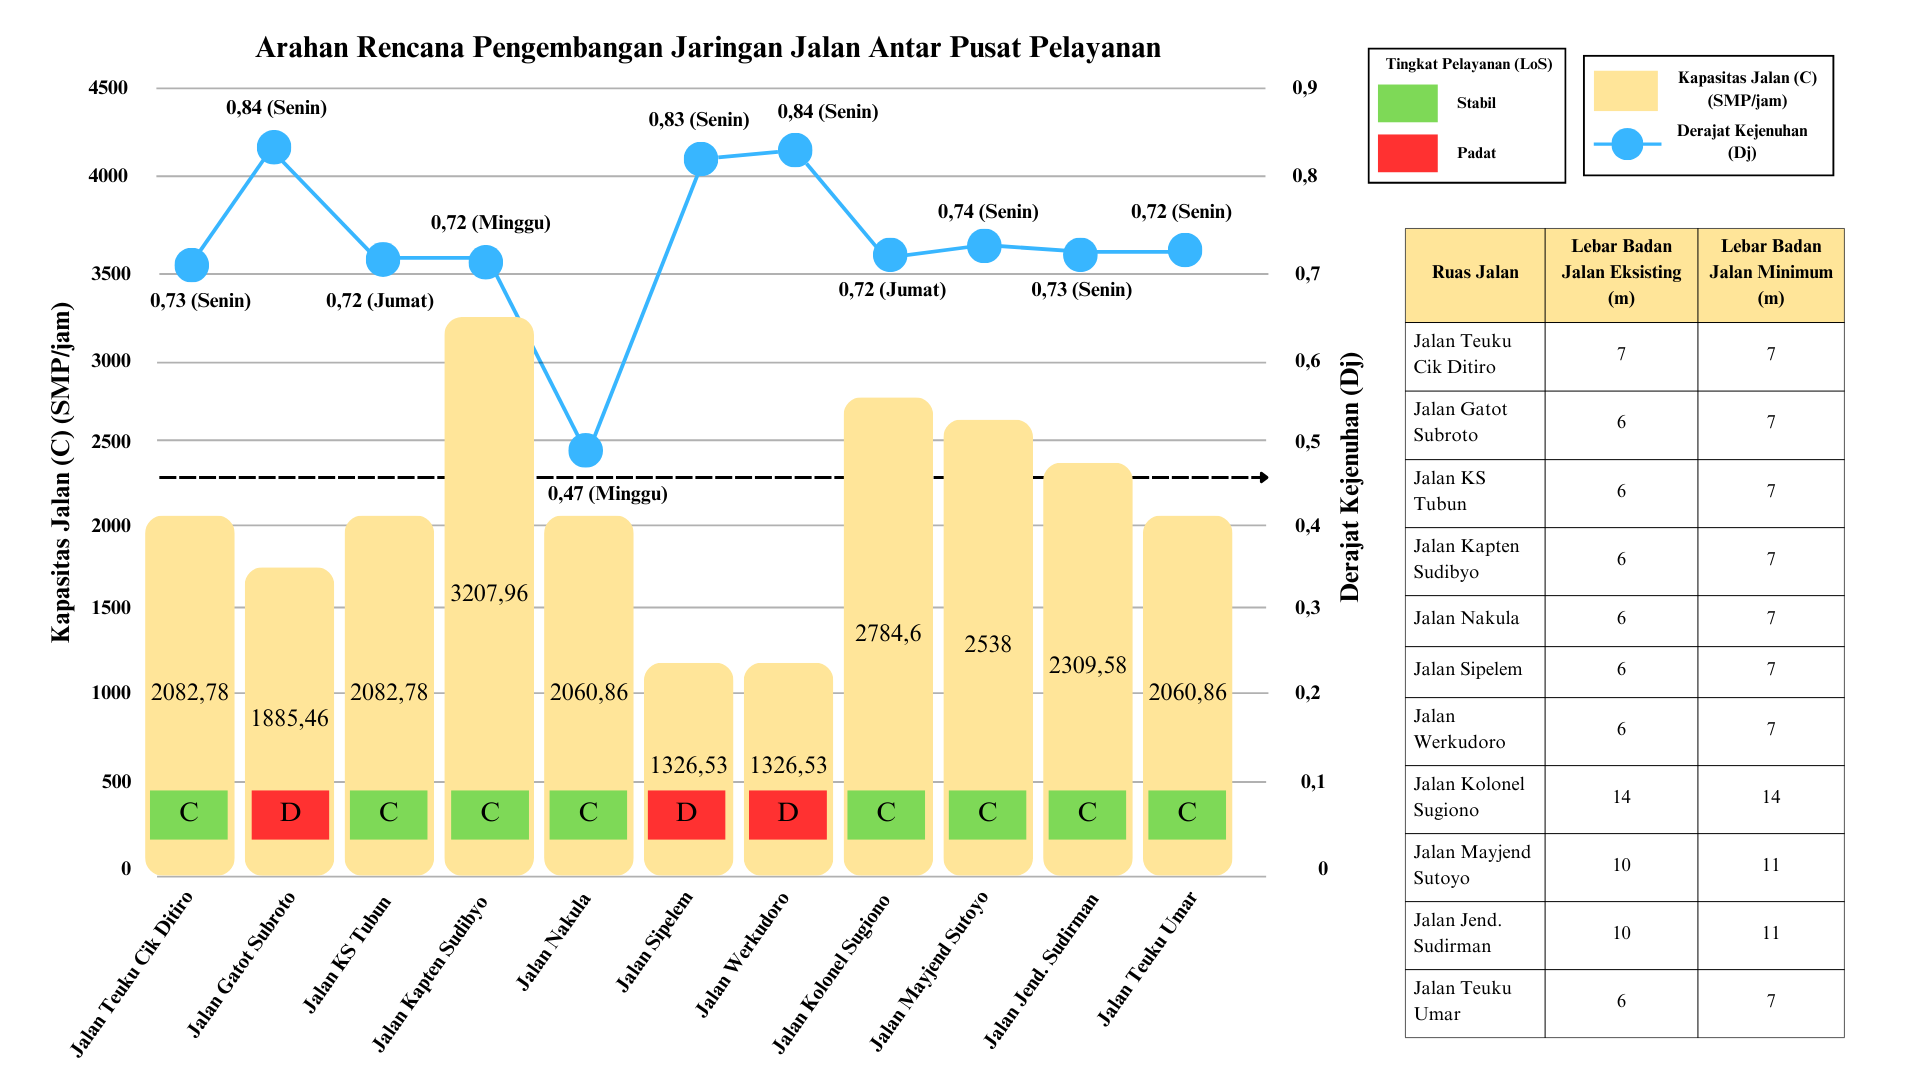 Arahan Rencana Pengembangan Jaringan Jalan Antar Pusat Pelayanan
Kapasitas Jalan (C) (SMP/jam)
4500
4000
3500
3000
2500
2000
1500
1000
500
0
0,73 (Senin)
0,84 (Senin)
0,72 (Jumat)
0,72 (Minggu)
0,47 (Minggu)
0,83 (Senin)
0,84 (Senin)
0,72 (Jumat)
0,74 (Senin)
0,73 (Senin)
0,72 (Senin)
2082,78
1885,46
2082,78
3207,96
2060,86
1326,53
1326,53
2784,6
2538
2309,58
2060,86
C
D
C
C
C
D
D
C
C
C
C
Jalan Teuku Cik Ditiro
Jalan Gatot Subroto
Jalan KS Tubun
Jalan Kapten Sudibyo
Jalan Nakula
Jalan Sipelem
Jalan Werkudoro
Jalan Kolonel Sugiono
Jalan Mayjend Sutoyo
Jalan Jend. Sudirman
Jalan Teuku Umar
0,9
0,8
0,7
0,6
0,5
0,4
0,3
0,2
0,1
0
Derajat Kejenuhan (Dj)
Tingkat Pelayanan (LoS)
Stabil
Padat
Kapasitas Jalan (C)
(SMP/jam)
Derajat Kejenuhan
(Dj)
Ruas Jalan
Lebar Badan
Jalan Eksisting
(m)
Lebar Badan
Jalan Minimum
(m)
Jalan Teuku
Cik Ditiro
7
7
Jalan Gatot
Subroto
6
7
Jalan KS
Tubun
6
7
Jalan Kapten
Sudibyo
6
7
Jalan Nakula
6
7
Jalan Sipelem
6
7
Jalan
Werkudoro
6
7
Jalan Kolonel
Sugiono
14
14
Jalan Mayjend
Sutoyo
10
11
Jalan Jend.
Sudirman
10
11
Jalan Teuku
Umar
6
7